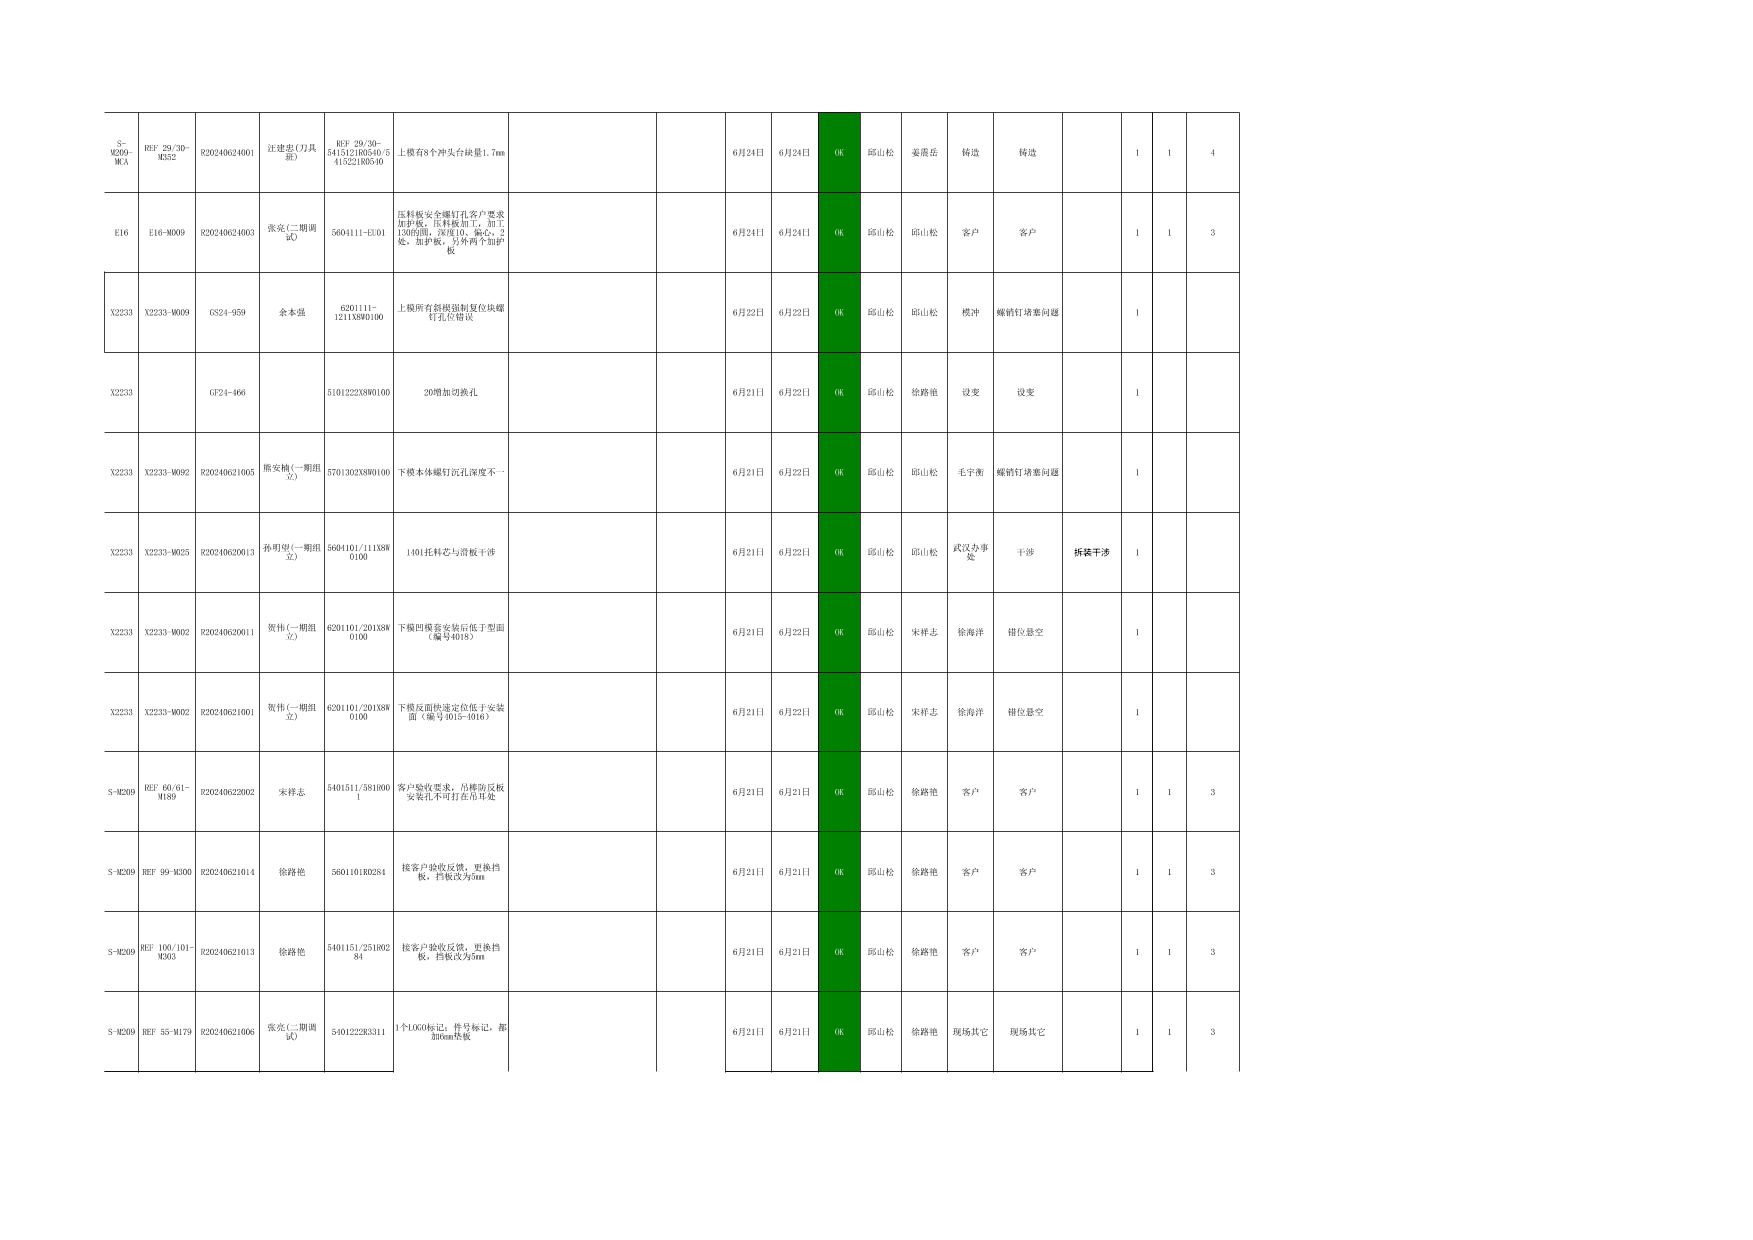 S-M209-MCA REF 29/30-M352 R20240624001 汪建忠(刀具班) REF 29/30-5415121R0540/5415221R0540 上模有8个冲头台缺量1.7mm 6月24日 6月24日 OK 邱山松 姜震岳 铸造 铸造 1 1 4
E16 E16-M009 R20240624003 张亮(二期调试) 5604111-EU01 压料板安全螺钉孔客户要求加护板，压料板加工，加工130的圆，深度10，偏心，2处，加护板，另外两个加护板 6月24日 6月24日 OK 邱山松 邱山松 客户 客户 1 1 3
X2233 X2233-M009 GS24-959 余本强 6201111-1211X8W0100 上模所有斜楔强制复位块螺钉孔位错误 6月22日 6月22日 OK 邱山松 邱山松 模冲 螺销钉堵塞问题 1
X2233 GF24-466 5101222X8W0100 20增加切换孔 6月21日 6月22日 OK 邱山松 徐路艳 设变 设变 1
X2233 X2233-M092 R20240621005 熊安楠(一期组立) 5701302X8W0100 下模本体螺钉沉孔深度不一 6月21日 6月22日 OK 邱山松 邱山松 毛宇衡 螺销钉堵塞问题 1
X2233 X2233-M025 R20240620013 孙明望(一期组立) 5604101/111X8W0100 1401托料芯与滑板干涉 6月21日 6月22日 OK 邱山松 邱山松 武汉办事处 干涉 拆装干涉 1
X2233 X2233-M002 R20240620011 贺伟(一期组立) 6201101/201X8W0100 下模凹模套安装后低于型面（编号4018） 6月21日 6月22日 OK 邱山松 宋祥志 徐海洋 错位悬空 1
X2233 X2233-M002 R20240621001 贺伟(一期组立) 6201101/201X8W0100 下模反面快速定位低于安装面（编号4015-4016） 6月21日 6月22日 OK 邱山松 宋祥志 徐海洋 错位悬空 1
S-M209 REF 60/61-M189 R20240622002 宋祥志 5401511/581R001 客户验收要求，吊棒防反板安装孔不可打在吊耳处 6月21日 6月21日 OK 邱山松 徐路艳 客户 客户 1 1 3
S-M209 REF 99-M300 R20240621014 徐路艳 5601101R0284 接客户验收反馈，更换挡板，挡板改为5mm 6月21日 6月21日 OK 邱山松 徐路艳 客户 客户 1 1 3
S-M209 REF 100/101-M303 R20240621013 徐路艳 5401151/251R0284 接客户验收反馈，更换挡板，挡板改为5mm 6月21日 6月21日 OK 邱山松 徐路艳 客户 客户 1 1 3
S-M209 REF 55-M179 R20240621006 张亮(二期调试) 5401222R3311 1个LOGO标记；件号标记，都加6mm垫板 6月21日 6月21日 OK 邱山松 徐路艳 现场其它 现场其它 1 1 3